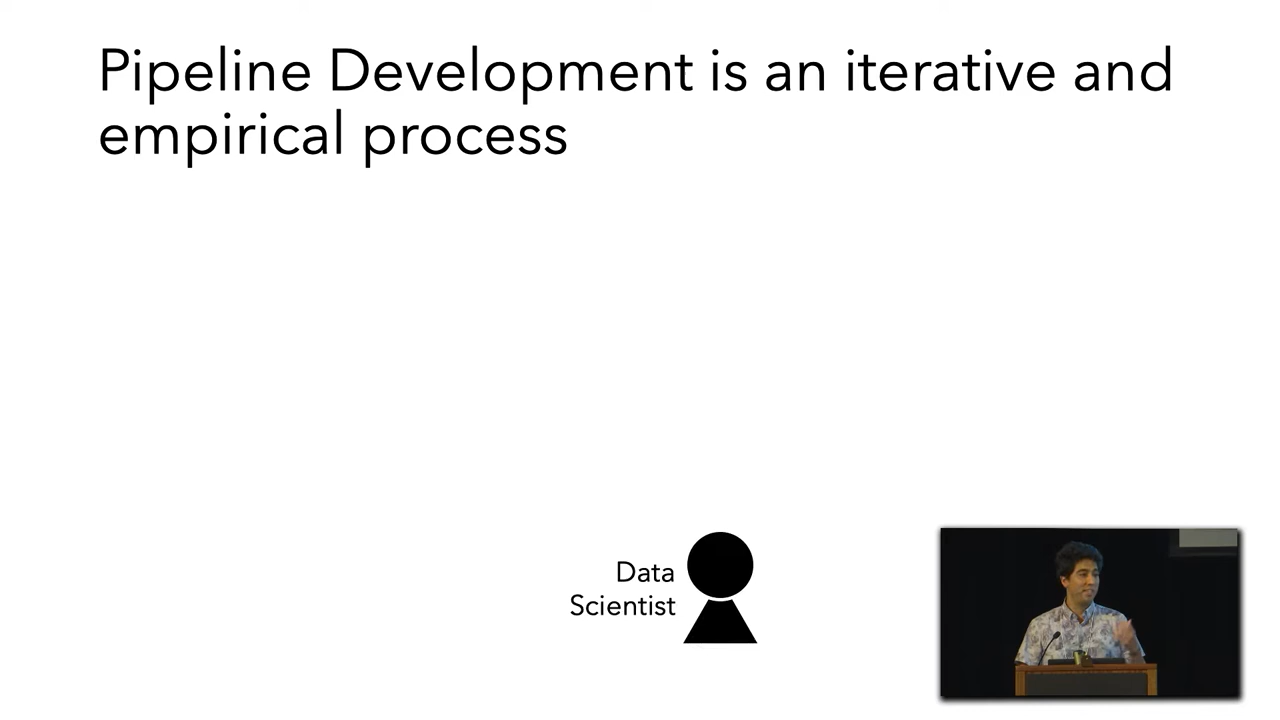 Pipeline Development is an iterative and
empirical process
Data
Scientist